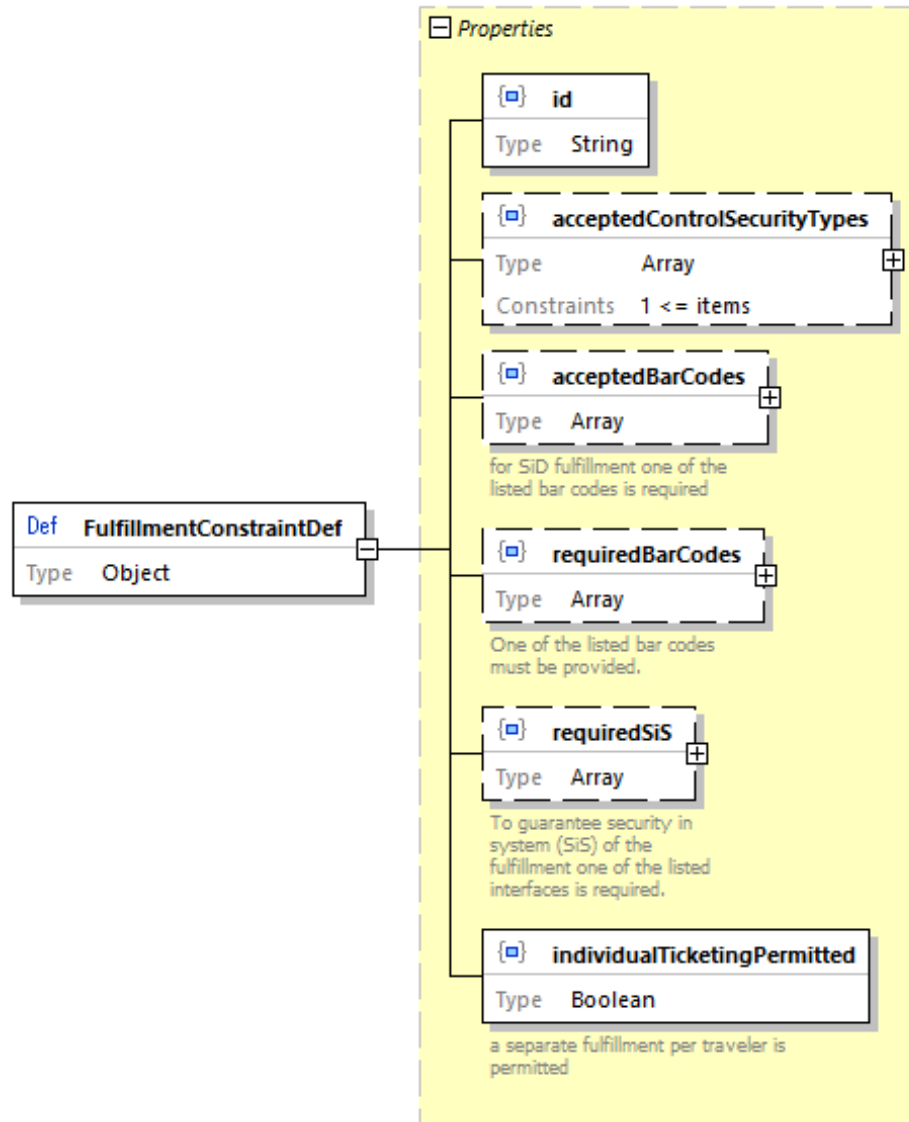 Properties
id
Type String
acceptedControlSecurityTypes
Type Array
Constraints 1 <= items
acceptedBarCodes
Type Array
for SiD fulfillment one of the
listed bar codes is required
Def FulfillmentConstraintDef
Type Object
requiredBarCodes
Type Array
One of the listed bar codes
must be provided.
requiredSiS
Type Array
To guarantee security in
system (SiS) of the
fulfillment one of the listed
interfaces is required.
individualTicketingPermitted
Type Boolean
a separate fulfillment per traveler is
permitted